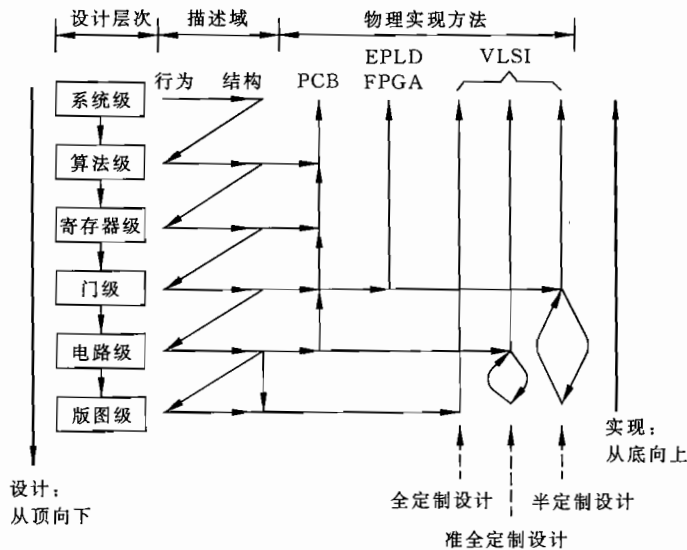 设计层次
描述域
物理实现方法
EPLD
VLSI
行为
结构
PCB
FPGA
系统级
算法级
寄存器级
门级
电路级
版图级
设计：
从顶向下
实现：
从底向上
全定制设计
半定制设计
准全定制设计